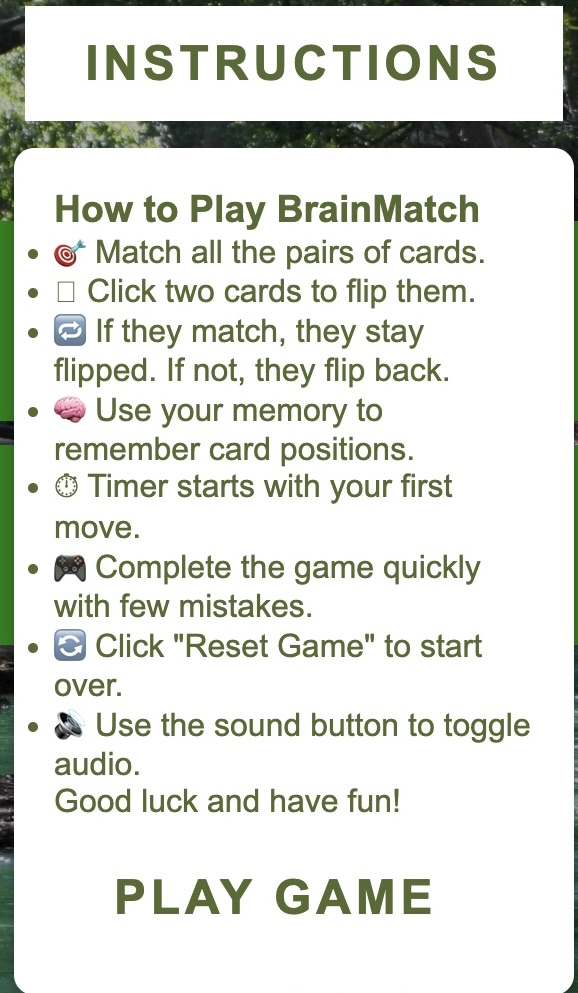 INSTRUCTIONS
How to Play BrainMatch
• 🎯 Match all the pairs of cards.
• □ Click two cards to flip them.
• 🔁 If they match, they stay
flipped. If not, they flip back.
• 🧠 Use your memory to
remember card positions.
• ⏱ Timer starts with your first
move.
• 🎮 Complete the game quickly
with few mistakes.
• 🔄 Click "Reset Game" to start
over.
• 🔊 Use the sound button to toggle
audio.
Good luck and have fun!
PLAY GAME